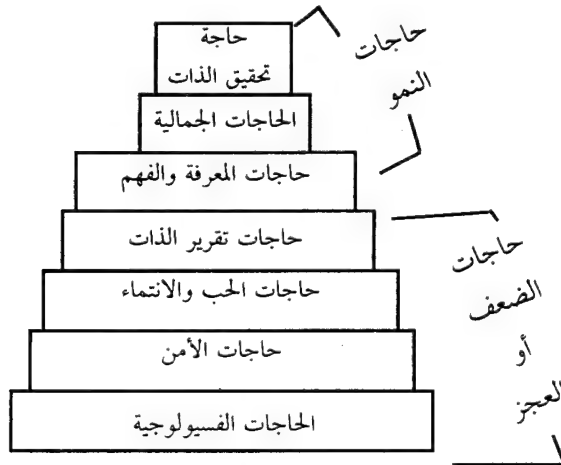 حاجة
تحقيق الذات
الحاجات الجمالية
حاجات المعرفة والفهم
حاجات تقرير الذات
حاجات الحب والانتماء
حاجات الأمن
الحاجات الفسيولوجية
حاجات
النمو
حاجات
الضعف
أو
العجز